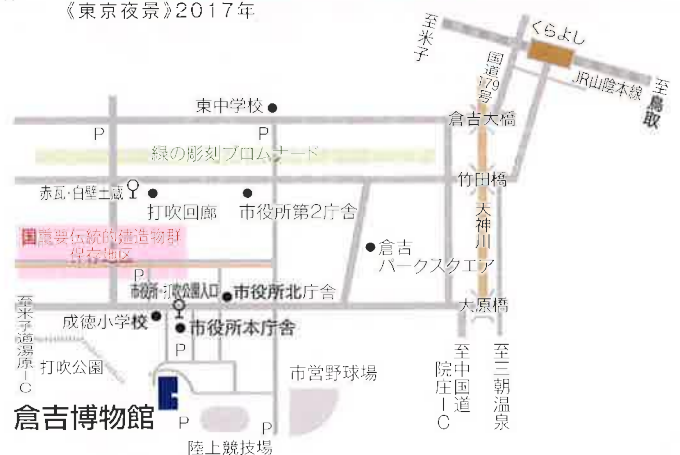 《東京夜景》2017年
至米子
くらよし
国道179号
JR山陰本線
至鳥取
東中学校
倉吉大橋
P
P
緑の彫刻プロムナード
竹田橋
赤瓦・白壁土蔵
打吹回廊
市役所第2庁舎
天神川
国重要伝統的建造物群
保存地区
倉吉
パークスクエア
P
市役所・打吹公園入口
市役所北庁舎
大原橋
至米子道湯原IC
成徳小学校
市役所本庁舎
P
打吹公園
市営野球場
至中国道
院庄IC
至三朝温泉
倉吉博物館
P
P
陸上競技場